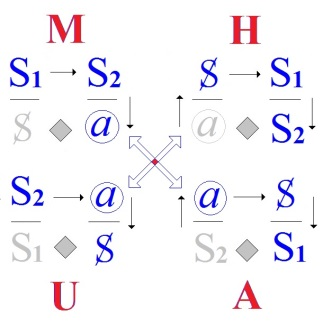 M H
S1 S2 $ S1
$ a a S2
S2 a a $
S1 $ S2 S1
U A